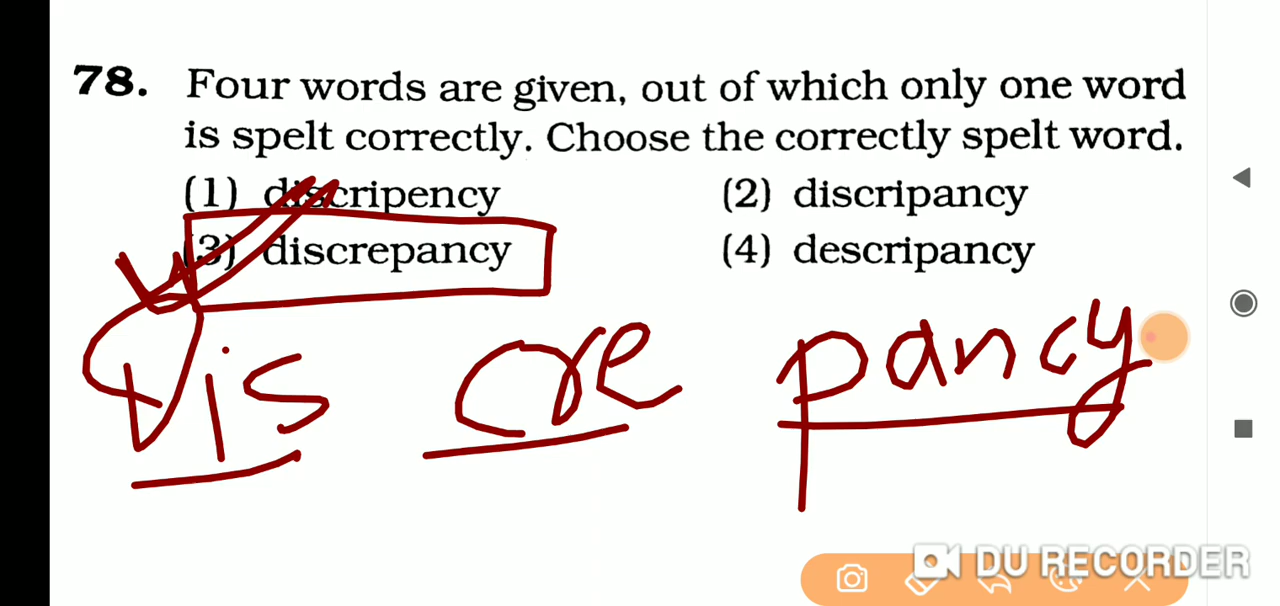 78. Four words are given, out of which only one word
is spelt correctly. Choose the correctly spelt word.
(1) discripency (2) discripancy
(3) discrepancy (4) descripancy
Dis cre pancy
DU RECORDER